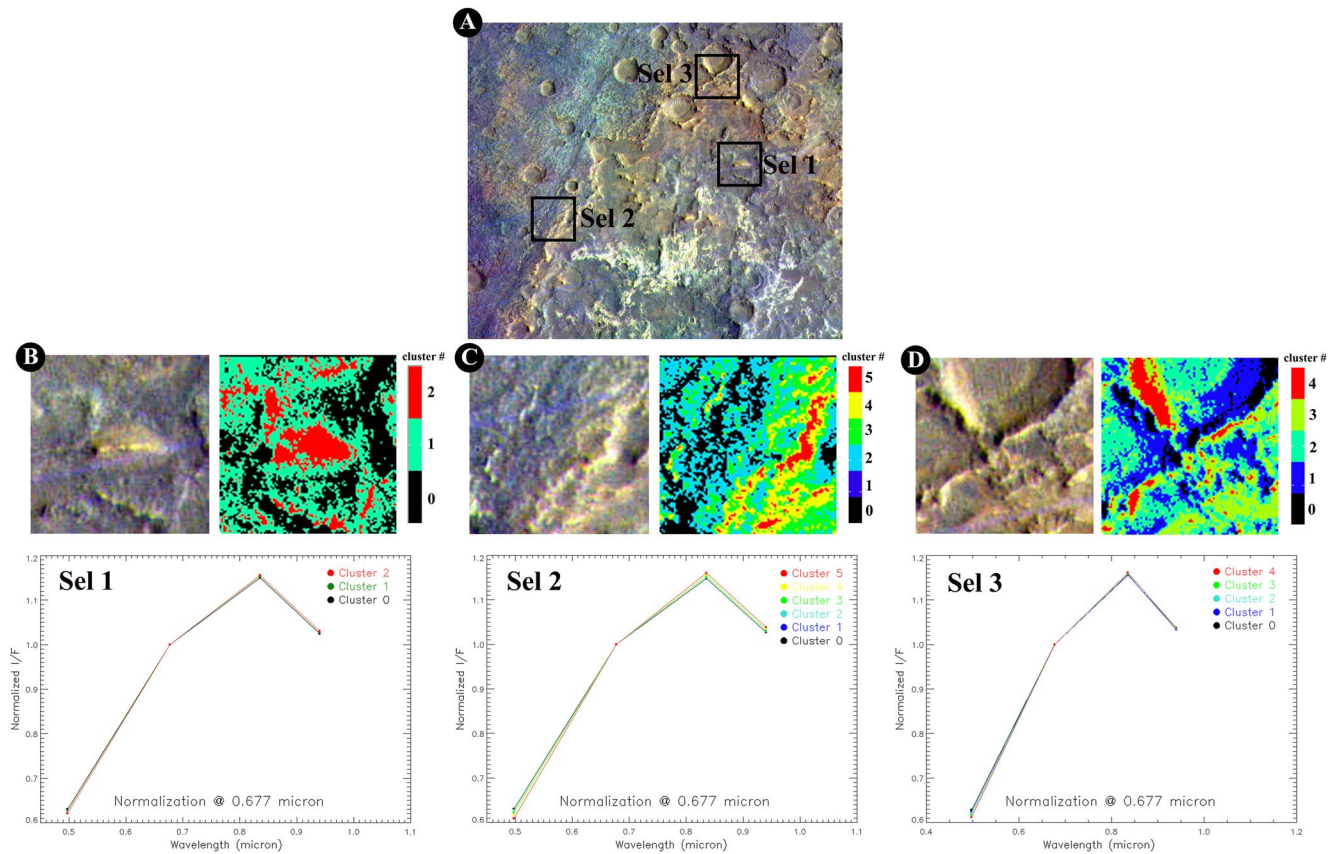 A
Sel 3
Sel 1
Sel 2
B
cluster #
2
1
0
C
cluster #
5
4
3
2
1
0
D
cluster #
4
3
2
1
0
Sel 1
Cluster 2
Cluster 1
Cluster 0
Normalized I/F
1.2
1.1
1.0
0.9
0.8
0.7
0.6
Normalization @ 0.677 micron
0.5 0.6 0.7 0.8 0.9 1.0 1.1
Wavelength (micron)
Sel 2
Cluster 5
Cluster 4
Cluster 3
Cluster 2
Cluster 1
Cluster 0
Normalized I/F
1.2
1.1
1.0
0.9
0.8
0.7
0.6
Normalization @ 0.677 micron
0.5 0.6 0.7 0.8 0.9 1.0 1.1
Wavelength (micron)
Sel 3
Cluster 4
Cluster 3
Cluster 2
Cluster 1
Cluster 0
Normalized I/F
1.2
1.1
1.0
0.9
0.8
0.7
0.6
Normalization @ 0.677 micron
0.4 0.6 0.8 1.0 1.2
Wavelength (micron)